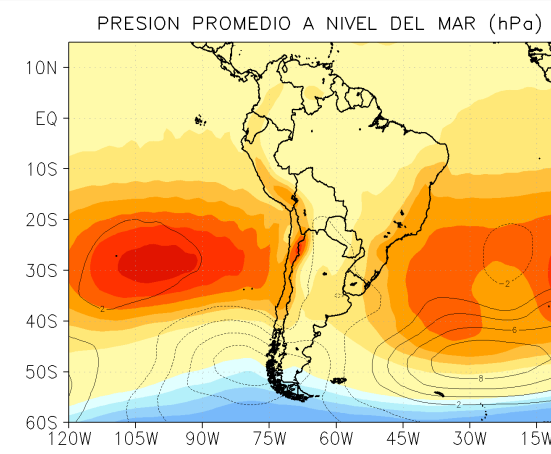 PRESION PROMEDIO A NIVEL DEL MAR (hPa)
10N
EQ
10S
20S
30S
40S
50S
60S
2
-2
6
8
2
120W 105W 90W 75W 60W 45W 30W 15W